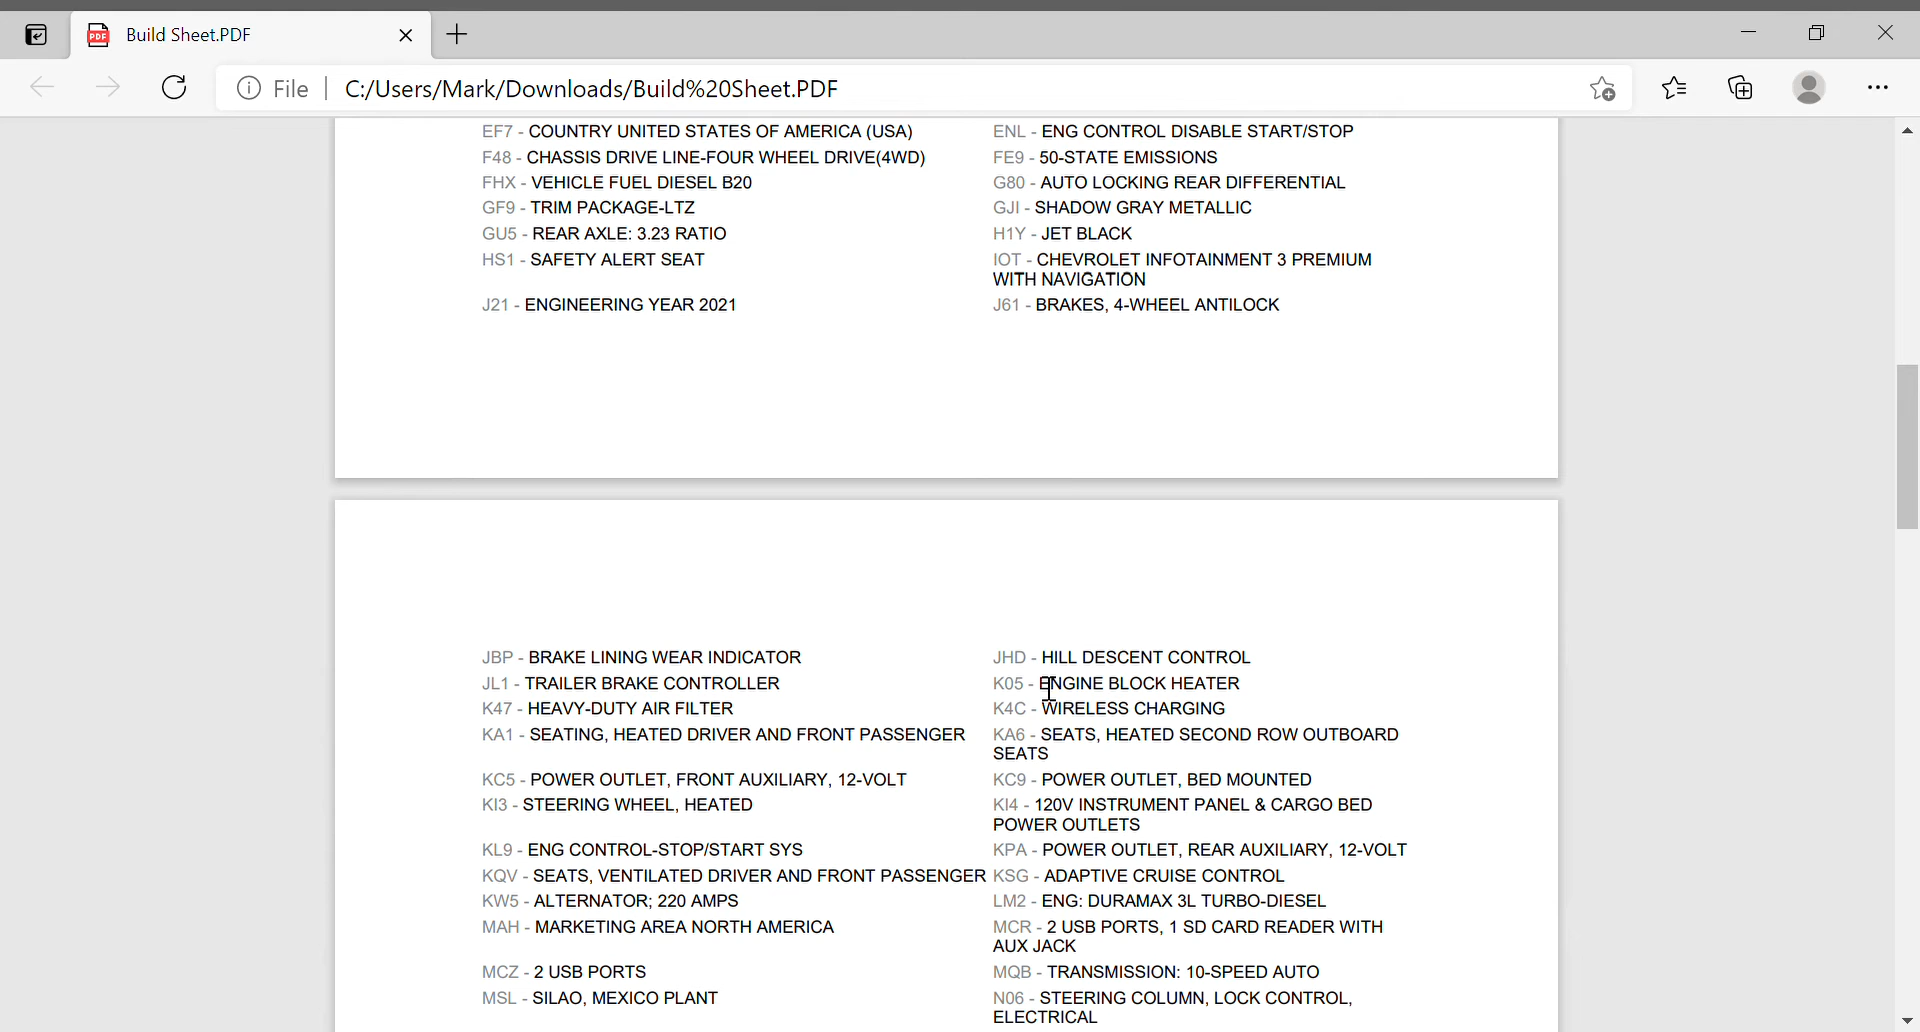 Build Sheet.PDF
File
C:/Users/Mark/Downloads/Build%20Sheet.PDF
EF7 - COUNTRY UNITED STATES OF AMERICA (USA)
ENL - ENG CONTROL DISABLE START/STOP
F48 - CHASSIS DRIVE LINE-FOUR WHEEL DRIVE(4WD)
FE9 - 50-STATE EMISSIONS
FHX - VEHICLE FUEL DIESEL B20
G80 - AUTO LOCKING REAR DIFFERENTIAL
GF9 - TRIM PACKAGE-LTZ
GJI - SHADOW GRAY METALLIC
GU5 - REAR AXLE: 3.23 RATIO
H1Y - JET BLACK
HS1 - SAFETY ALERT SEAT
IOT - CHEVROLET INFOTAINMENT 3 PREMIUM
WITH NAVIGATION
J21 - ENGINEERING YEAR 2021
J61 - BRAKES, 4-WHEEL ANTILOCK
JBP - BRAKE LINING WEAR INDICATOR
JHD - HILL DESCENT CONTROL
JL1 - TRAILER BRAKE CONTROLLER
K05 - ENGINE BLOCK HEATER
K47 - HEAVY-DUTY AIR FILTER
K4C - WIRELESS CHARGING
KA1 - SEATING, HEATED DRIVER AND FRONT PASSENGER
KA6 - SEATS, HEATED SECOND ROW OUTBOARD
SEATS
KC5 - POWER OUTLET, FRONT AUXILIARY, 12-VOLT
KC9 - POWER OUTLET, BED MOUNTED
KI3 - STEERING WHEEL, HEATED
KI4 - 120V INSTRUMENT PANEL & CARGO BED
POWER OUTLETS
KL9 - ENG CONTROL-STOP/START SYS
KPA - POWER OUTLET, REAR AUXILIARY, 12-VOLT
KQV - SEATS, VENTILATED DRIVER AND FRONT PASSENGER
KSG - ADAPTIVE CRUISE CONTROL
KW5 - ALTERNATOR; 220 AMPS
LM2 - ENG: DURAMAX 3L TURBO-DIESEL
MAH - MARKETING AREA NORTH AMERICA
MCR - 2 USB PORTS, 1 SD CARD READER WITH
AUX JACK
MCZ - 2 USB PORTS
MQB - TRANSMISSION: 10-SPEED AUTO
MSL - SILAO, MEXICO PLANT
N06 - STEERING COLUMN, LOCK CONTROL,
ELECTRICAL